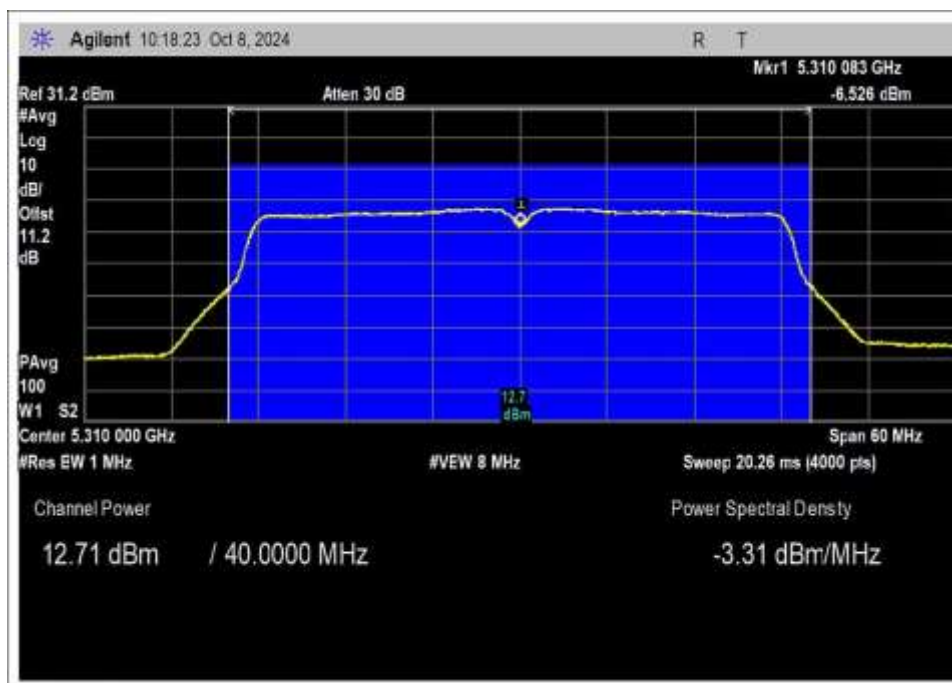 Agilent 10:18:23 Oct 8, 2024 R T
Mkr1 5.310 083 GHz
Ref 31.2 dBm Atten 30 dB -6.526 dBm
#Avg
Log
10
dB/
Offst
11.2
dB
1
PAvg
100
W1 S2
12.7
dBm
Center 5.310 000 GHz Span 60 MHz
#Res EW 1 MHz #VEW 8 MHz Sweep 20.26 ms (4000 pts)
Channel Power Power Spectral Densty
12.71 dBm / 40.0000 MHz -3.31 dBm/MHz